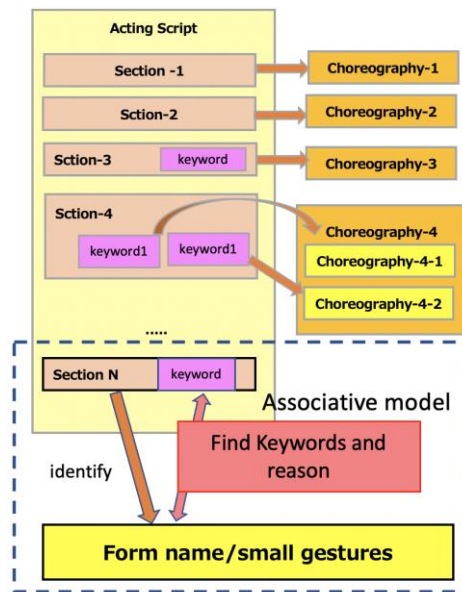 Acting Script
Section -1
Choreography-1
Sction-2
Choreography-2
Sction-3
keyword
Choreography-3
Sction-4
keyword1
keyword1
Choreography-4
Choreography-4-1
Choreography-4-2
.....
Section N
keyword
Associative model
identify
Find Keywords and
reason
Form name/small gestures